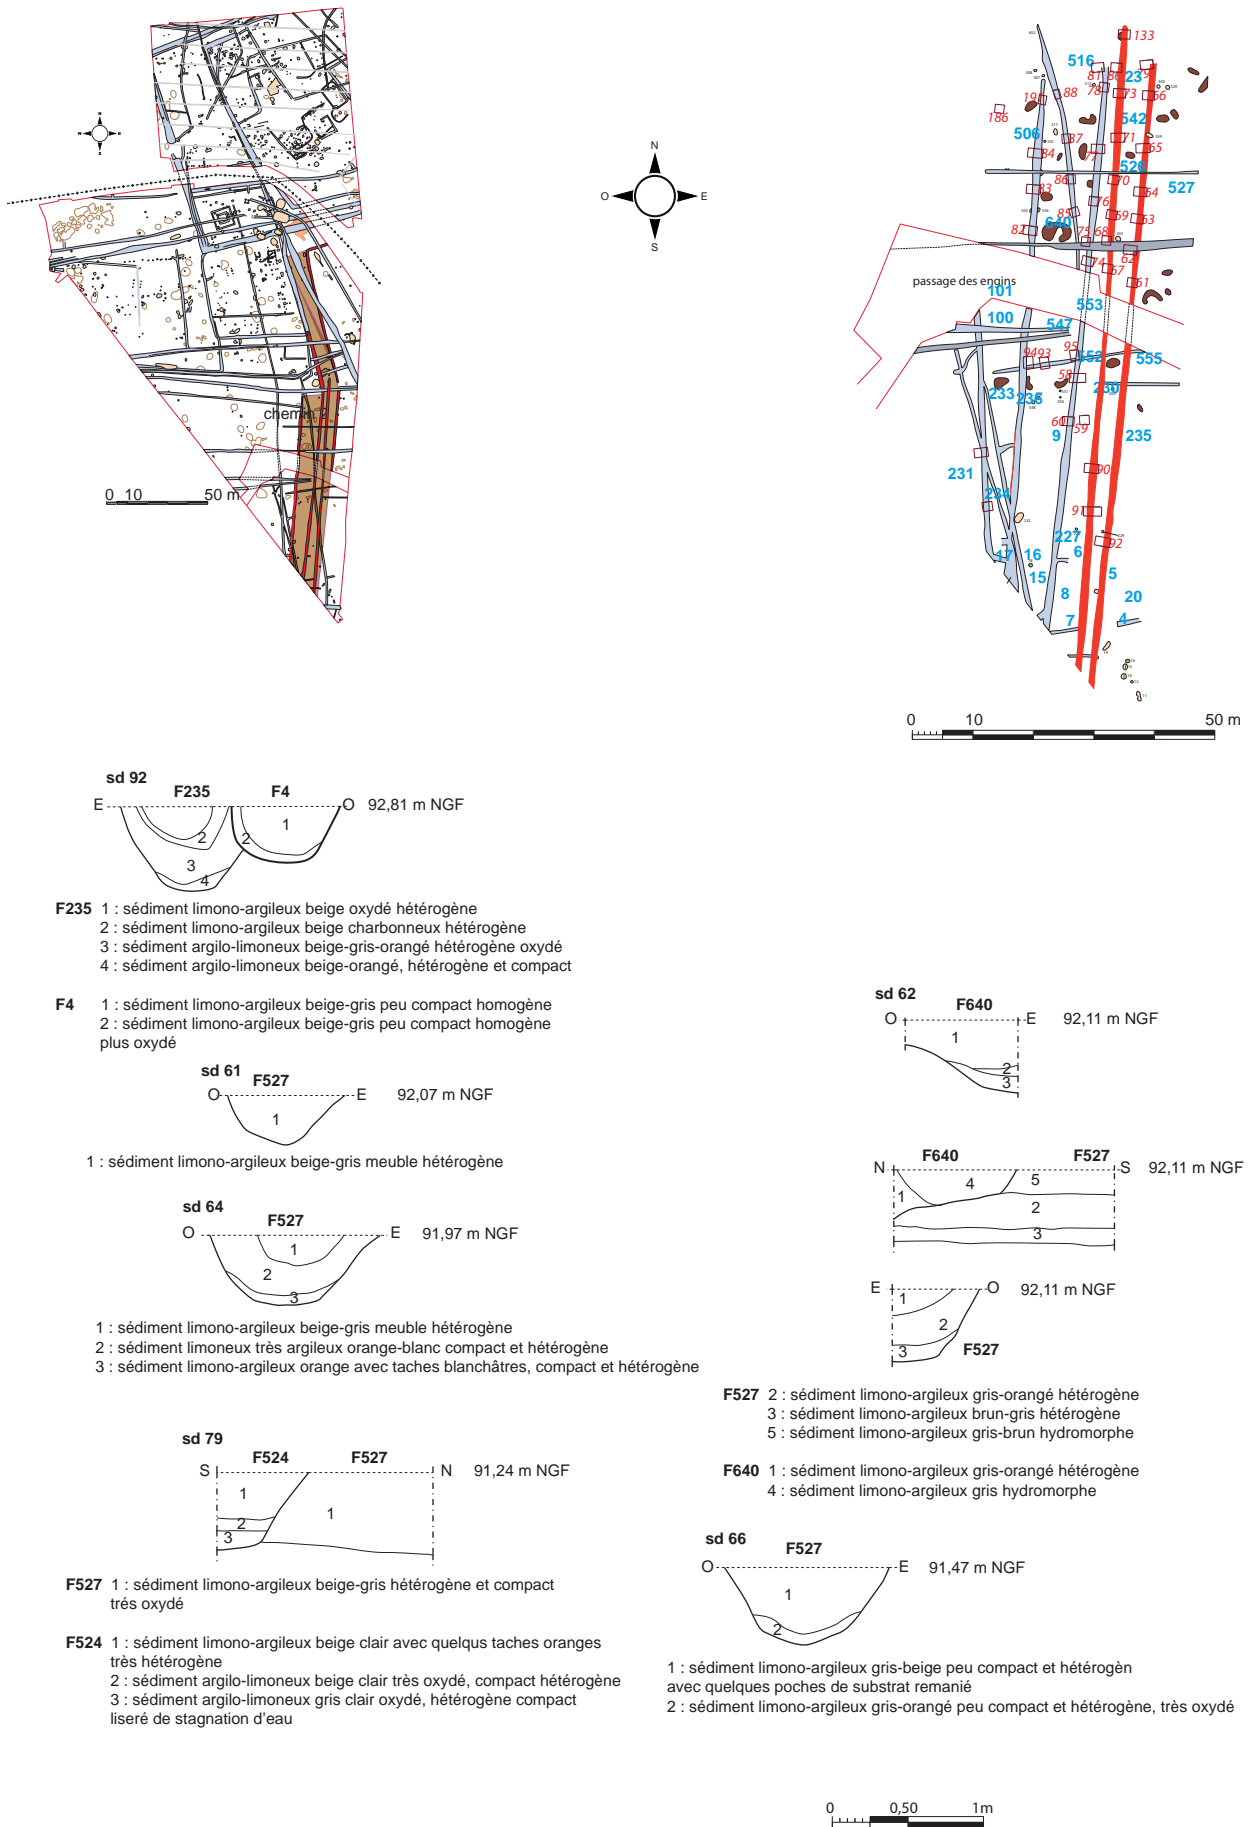 chemin 2
0 10 50 m
N
O E
S
133
516
81 80 23 79
78 73 66
88
191
186
542
506
87 71
77 65
84
526
86 70 527
83 64
76
85 69 63
640
82 75 68
62
74 67
61
passage des engins
101
553
100
547
95
94 93 552 555
58
233 236 230
60 59
9 235
231
90
234
91
227 92
17 16 6
15 5
8 20
7 4
0 10 50 m
sd 92
F235 F4
E O 92,81 m NGF
1
2 2
3
4
F235 1 : sédiment limono-argileux beige oxydé hétérogène
2 : sédiment limono-argileux beige charbonneux hétérogène
3 : sédiment argilo-limoneux beige-gris-orangé hétérogène oxydé
4 : sédiment argilo-limoneux beige-orangé, hétérogène et compact
F4 1 : sédiment limono-argileux beige-gris peu compact homogène
2 : sédiment limono-argileux beige-gris peu compact homogène
plus oxydé
sd 61
F527
O E 92,07 m NGF
1
1 : sédiment limono-argileux beige-gris meuble hétérogène
sd 64
F527
O E 91,97 m NGF
1
2
3
1 : sédiment limono-argileux beige-gris meuble hétérogène
2 : sédiment limoneux très argileux orange-blanc compact et hétérogène
3 : sédiment limono-argileux orange avec taches blanchâtres, compact et hétérogène
sd 79
F524 F527
S N 91,24 m NGF
1
1
2
3
F527 1 : sédiment limono-argileux beige-gris hétérogène et compact
trés oxydé
F524 1 : sédiment limono-argileux beige clair avec quelqus taches oranges
très hétérogène
2 : sédiment argilo-limoneux beige clair très oxydé, compact hétérogène
3 : sédiment argilo-limoneux gris clair oxydé, hétérogène compact
liseré de stagnation d'eau
sd 62
F640
O E 92,11 m NGF
1
2
3
F640 F527
N S 92,11 m NGF
4 5
1
2
3
E O 92,11 m NGF
1
2
3 F527
F527 2 : sédiment limono-argileux gris-orangé hétérogène
3 : sédiment limono-argileux brun-gris hétérogène
5 : sédiment limono-argileux gris-brun hydromorphe
F640 1 : sédiment limono-argileux gris-orangé hétérogène
4 : sédiment limono-argileux gris hydromorphe
sd 66
F527
O E 91,47 m NGF
1
2
1 : sédiment limono-argileux gris-beige peu compact et hétérogèn
avec quelques poches de substrat remanié
2 : sédiment limono-argileux gris-orangé peu compact et hétérogène, très oxydé
0 0,50 1m